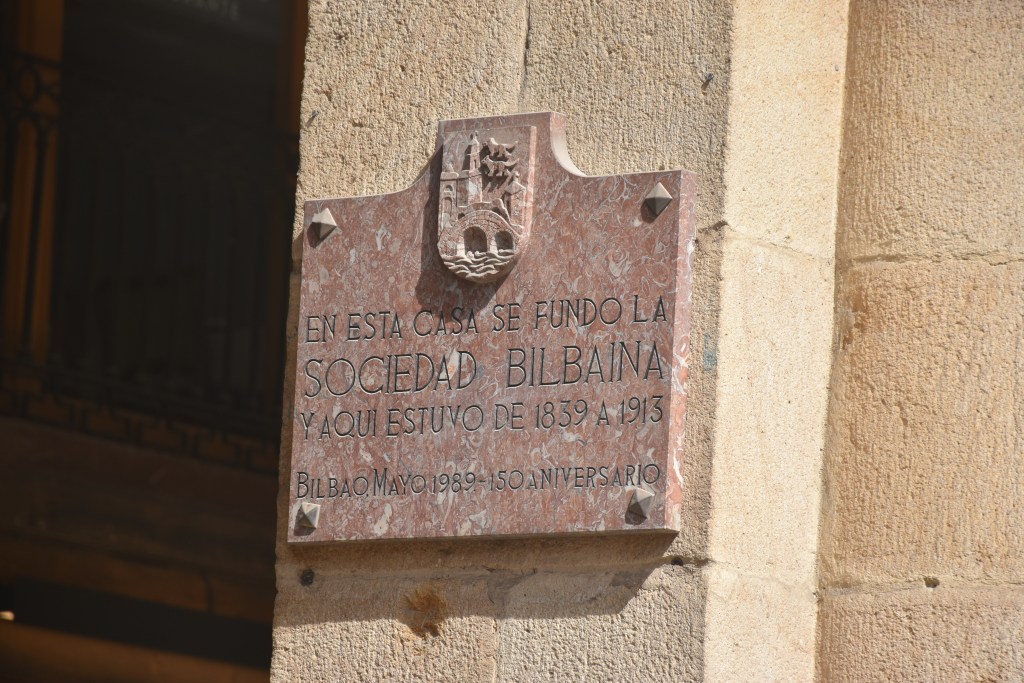 EN ESTA CASA SE FUNDO LA
SOCIEDAD BILBAINA
Y AQUI ESTUVO DE 1839 A 1913
BILBAO, MAYO 1989-150 ANIVERSARIO